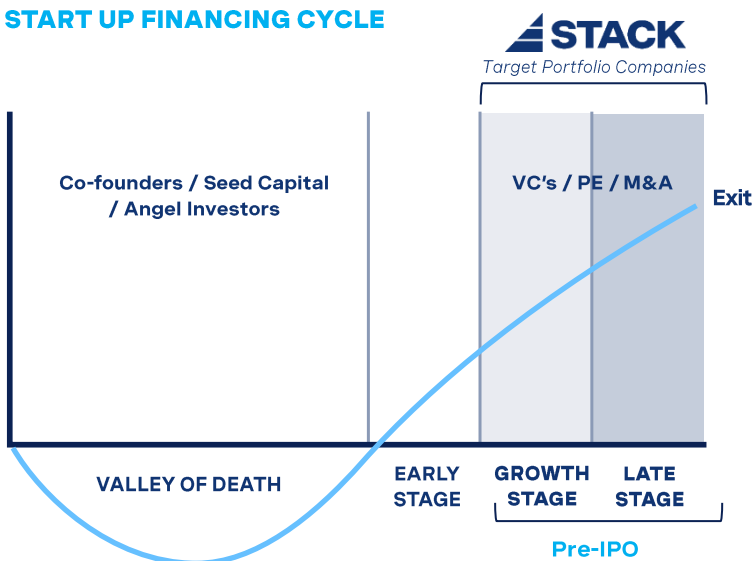 START UP FINANCING CYCLE
STACK
Target Portfolio Companies
Co-founders / Seed Capital
/ Angel Investors
VC's / PE / M&A
Exit
VALLEY OF DEATH
EARLY
STAGE
GROWTH
STAGE
LATE
STAGE
Pre-IPO